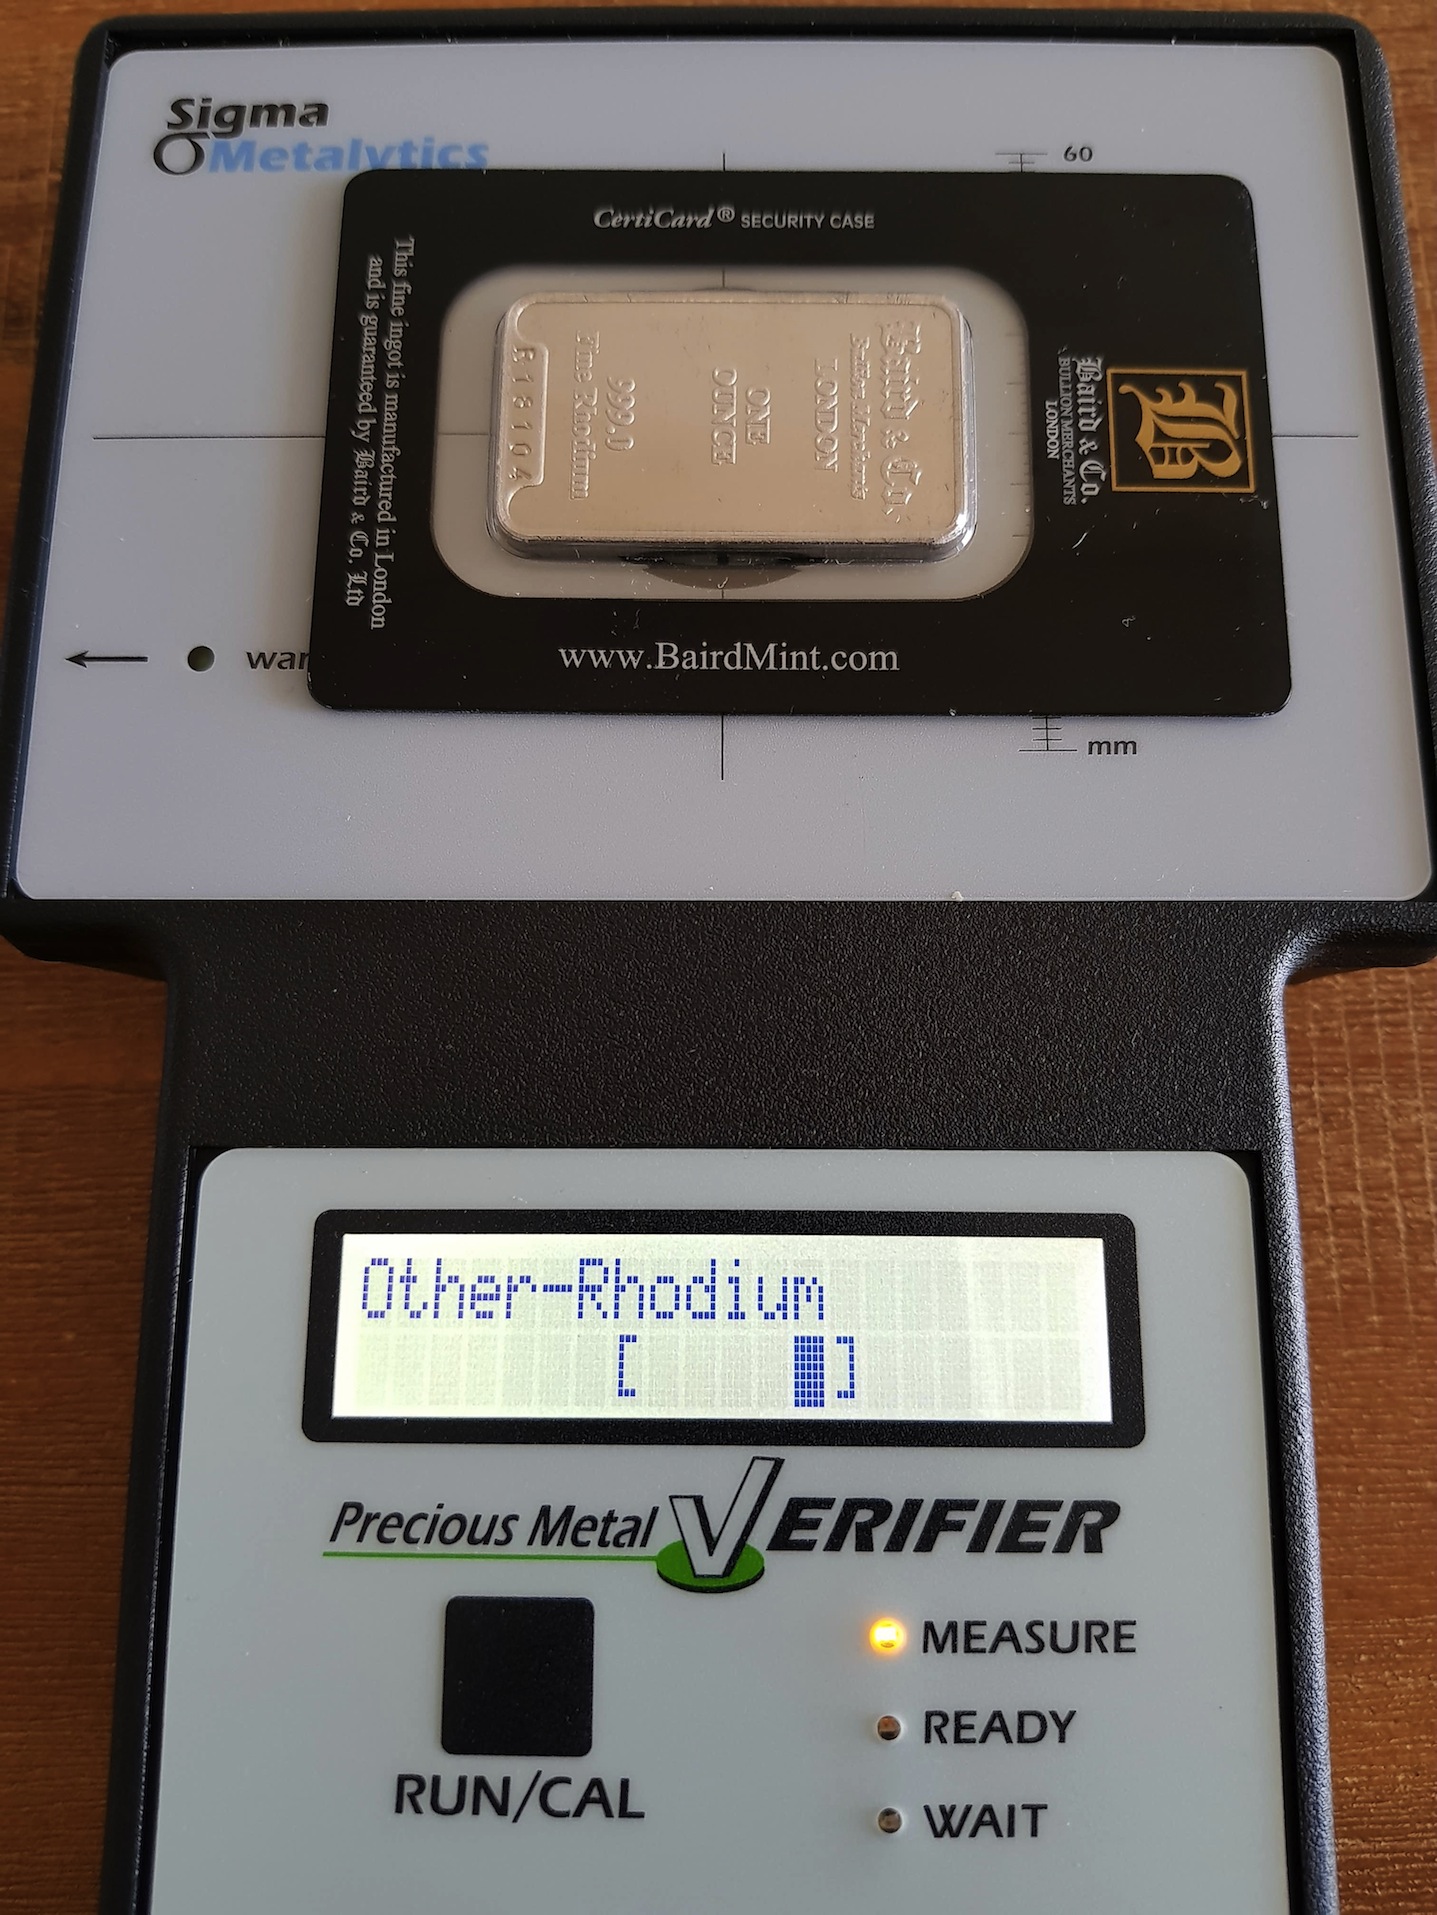 Sigma
Metalytics
60
CertiCard® SECURITY CASE
This fine ingot is manufactured in London
and is guaranteed by Baird & Co. Ltd
Baird & Co.
Bullion Merchants
LONDON
ONE
OUNCE
999.0
Fine Rhodium
R18104
Baird & Co.
BULLION MERCHANTS
LONDON
www.BairdMint.com
mm
Other-Rhodium
[ █]
Precious Metal VERIFIER
RUN/CAL
MEASURE
READY
WAIT